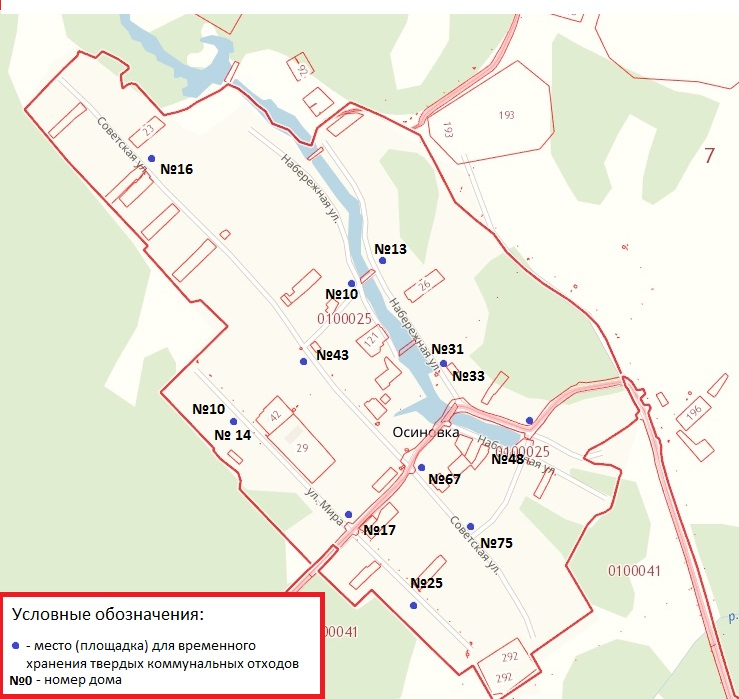 92
193
193
7
23
Советская ул.
№16
Набережная ул.
№13
26
№10
0100025
Набережная ул.
121
№31
№43
№33
№10
42
№ 14
196
Осиновка
29
Набережная ул.
0100025
№48
№67
ул. Мира
№17
Советская ул.
№75
0100041
№25
292
292
0041
р.
Условные обозначения:
- место (площадка) для временного
хранения твердых коммунальных отходов
№0 - номер дома